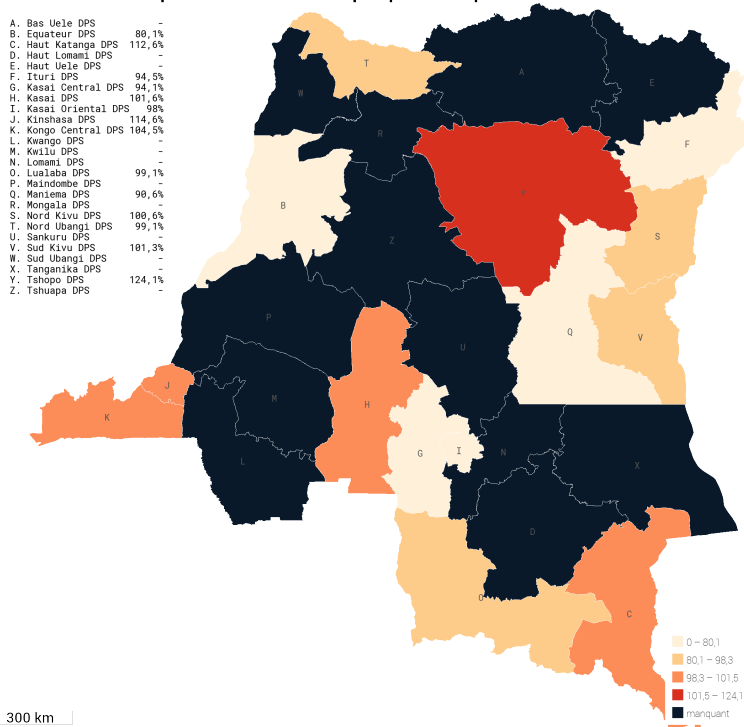 A. Bas Uele DPS -
B. Equateur DPS 80,1%
C. Haut Katanga DPS 112,6%
D. Haut Lomami DPS -
E. Haut Uele DPS -
F. Ituri DPS 94,5%
G. Kasai Central DPS 94,1%
H. Kasai DPS 101,6%
I. Kasai Oriental DPS 98%
J. Kinshasa DPS 114,6%
K. Kongo Central DPS 104,5%
L. Kwango DPS -
M. Kwilu DPS -
N. Lomami DPS -
O. Lualaba DPS 99,1%
P. Maindombe DPS -
Q. Maniema DPS 90,6%
R. Mongala DPS -
S. Nord Kivu DPS 100,6%
T. Nord Ubangi DPS 99,1%
U. Sankuru DPS -
V. Sud Kivu DPS 101,3%
W. Sud Ubangi DPS -
X. Tanganika DPS -
Y. Tshopo DPS 124,1%
Z. Tshuapa DPS -
T
A
E
W
R
F
Y
B
S
Z
P
Q
V
U
J
M
H
K
G
I
N
L
X
D
O
C
0 – 80,1
80,1 – 98,3
98,3 – 101,5
101,5 – 124,1
manquant
300 km